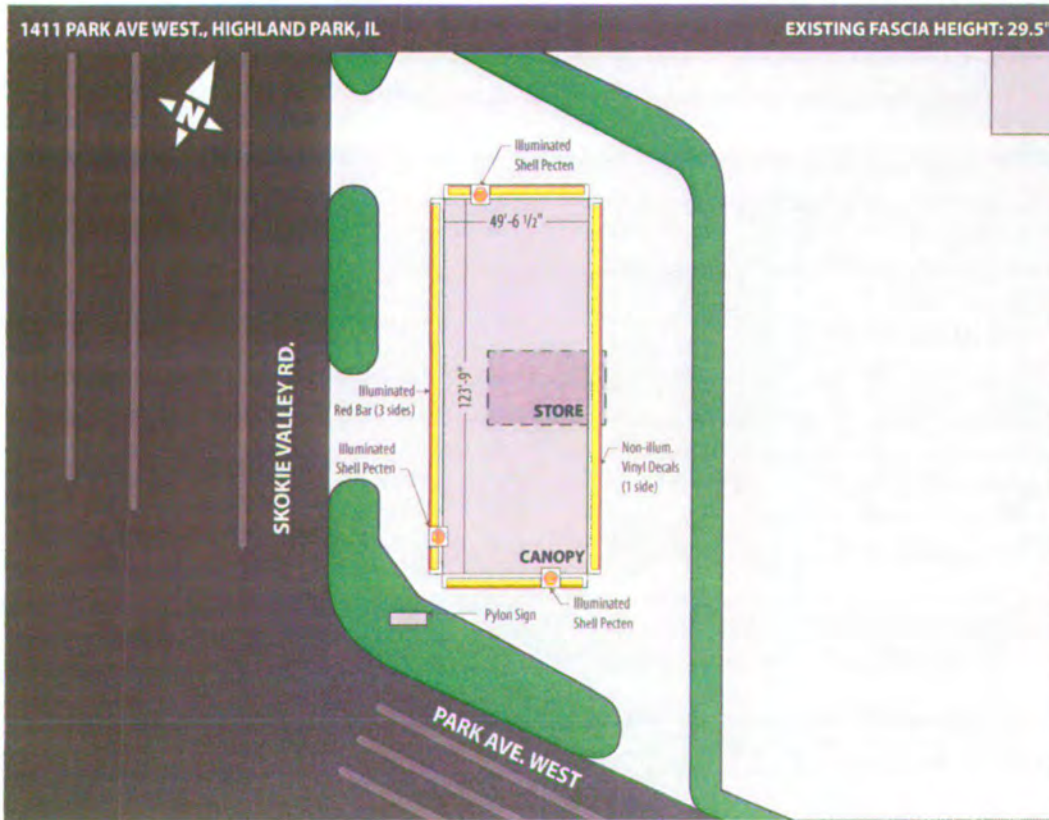 1411 PARK AVE WEST., HIGHLAND PARK, IL
EXISTING FASCIA HEIGHT: 29.5"
N
Illuminated
Shell Pecten
49'-6 1/2"
123'-9"
SKOKIE VALLEY RD.
Illuminated
Red Bar (3 sides)
STORE
Illuminated
Shell Pecten
Non-illum.
Vinyl Decals
(1 side)
CANOPY
Illuminated
Shell Pecten
Pylon Sign
PARK AVE. WEST